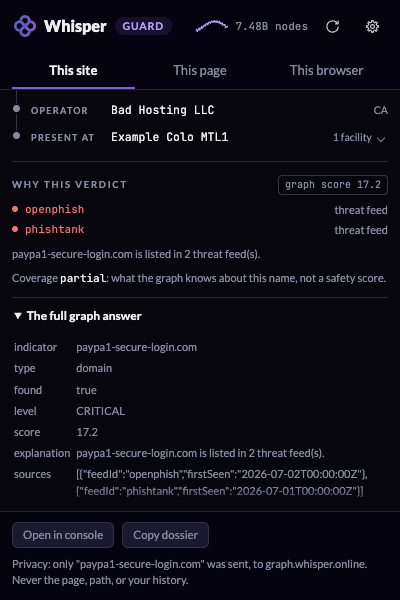 Whisper GUARD 7.48B nodes
This site This page This browser
OPERATOR Bad Hosting LLC CA
PRESENT AT Example Colo MTL1 1 facility
WHY THIS VERDICT graph score 17.2
openphish threat feed
phishtank threat feed
paypa1-secure-login.com is listed in 2 threat feed(s).
Coverage partial: what the graph knows about this name, not a safety score.
▼ The full graph answer
indicator paypa1-secure-login.com
type domain
found true
level CRITICAL
score 17.2
explanation paypa1-secure-login.com is listed in 2 threat feed(s).
sources [{"feedId":"openphish","firstSeen":"2026-07-02T00:00:00Z"},
{"feedId":"phishtank","firstSeen":"2026-07-01T00:00:00Z"}]
Open in console Copy dossier
Privacy: only "paypa1-secure-login.com" was sent, to graph.whisper.online.
Never the page, path, or your history.